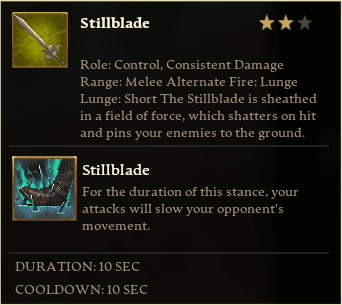 Stillblade
Role: Control, Consistent Damage
Range: Melee Alternate Fire: Lunge
Lunge: Short The Stillblade is sheathed
in a field of force, which shatters on hit
and pins your enemies to the ground.
Stillblade
For the duration of this stance, your
attacks will slow your opponent's
movement.
DURATION: 10 SEC
COOLDOWN: 10 SEC